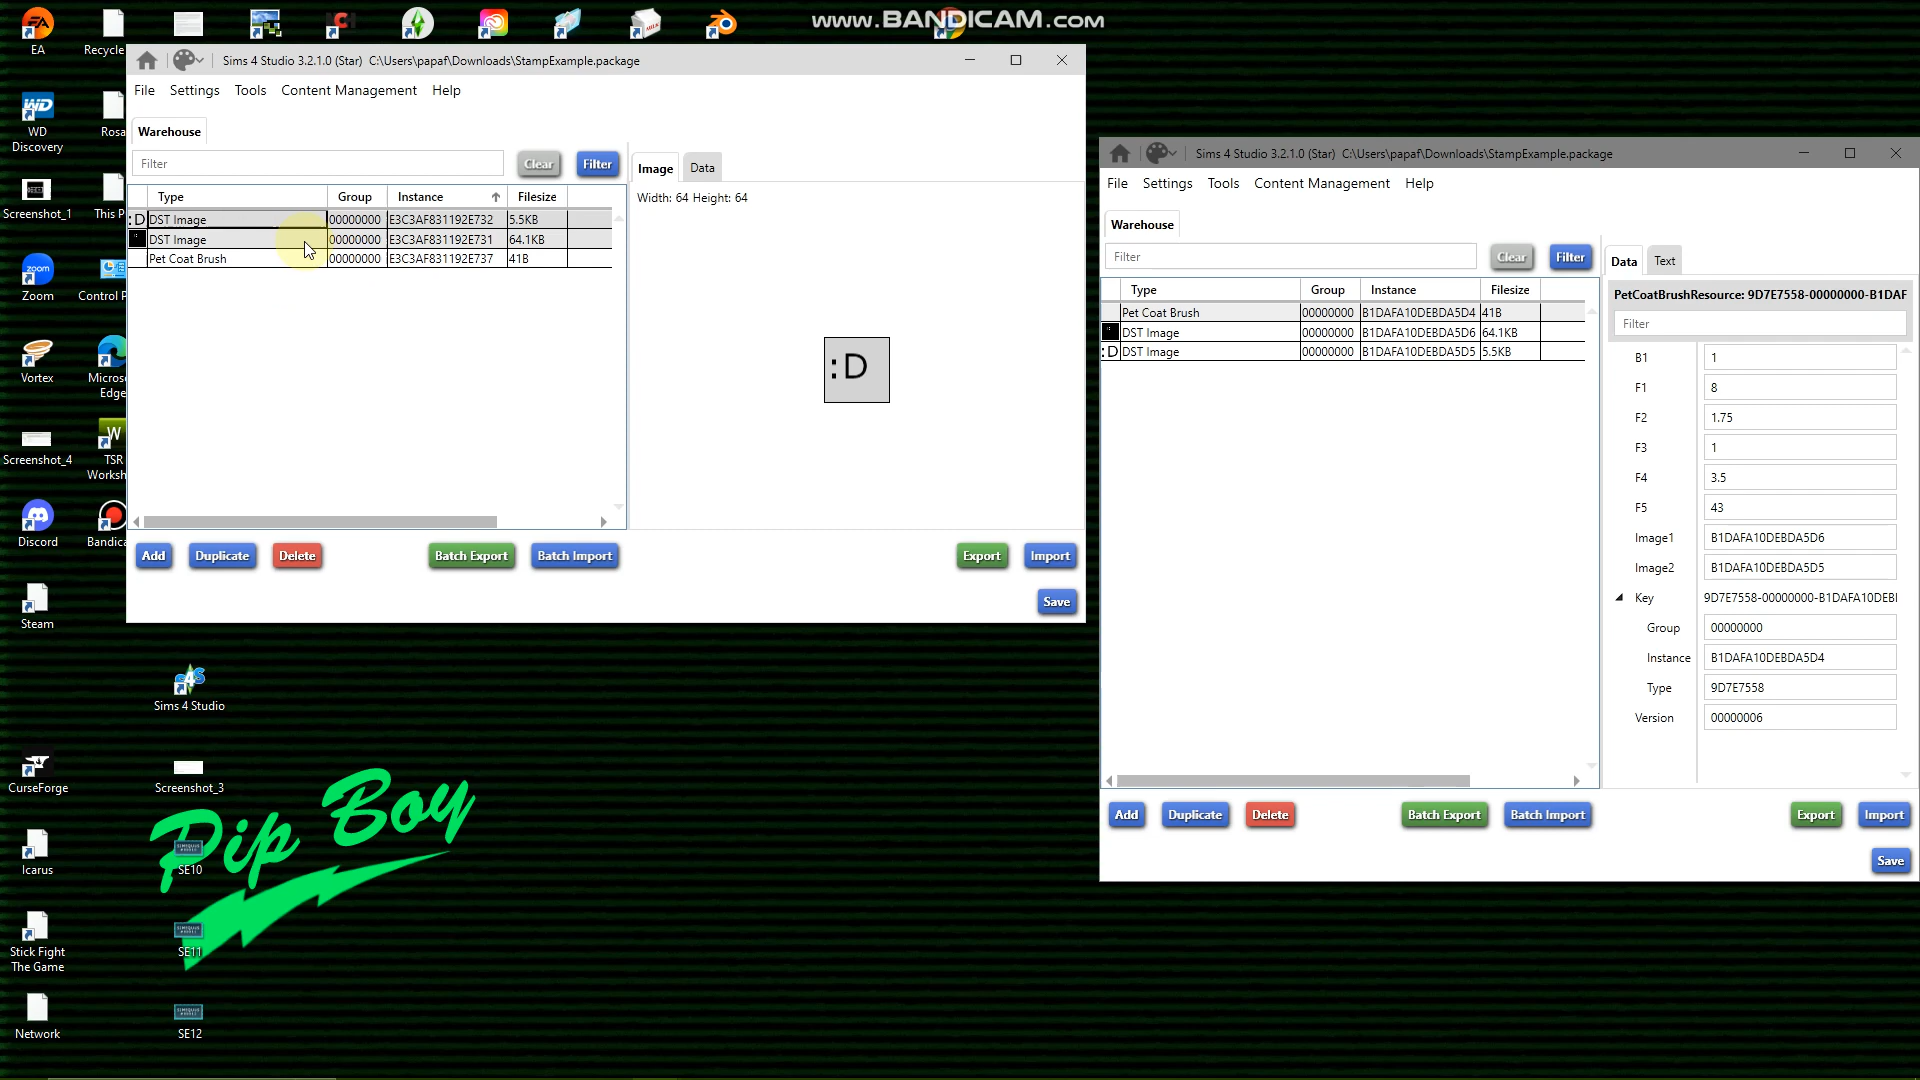 www.BANDICAM.com
EA
Recycle
WD
Discovery
Rosa
Screenshot_1
This P
Zoom
Control P
Vortex
Micros
Edge
Screenshot_4
TSR
Worksh
Discord
Bandica
Steam
Sims 4 Studio
CurseForge
Screenshot_3
Icarus
SE10
Stick Fight
The Game
SE11
Network
SE12
Pip Boy
Sims 4 Studio 3.2.1.0 (Star) C:\Users\papaf\Downloads\StampExample.package
File Settings Tools Content Management Help
Warehouse
Filter Clear Filter
Image Data
Type Group Instance Filesize
Width: 64 Height: 64
:D DST Image 00000000 E3C3AF831192E732 5.5KB
DST Image 00000000 E3C3AF831192E731 64.1KB
Pet Coat Brush 00000000 E3C3AF831192E737 41B
:D
Add Duplicate Delete Batch Export Batch Import Export Import
Save
Sims 4 Studio 3.2.1.0 (Star) C:\Users\papaf\Downloads\StampExample.package
File Settings Tools Content Management Help
Warehouse
Filter Clear Filter
Type Group Instance Filesize
Pet Coat Brush 00000000 B1DAFA10DEBDA5D4 41B
DST Image 00000000 B1DAFA10DEBDA5D6 64.1KB
:D DST Image 00000000 B1DAFA10DEBDA5D5 5.5KB
Data Text
PetCoatBrushResource: 9D7E7558-00000000-B1DAF
Filter
B1 1
F1 8
F2 1.75
F3 1
F4 3.5
F5 43
Image1 B1DAFA10DEBDA5D6
Image2 B1DAFA10DEBDA5D5
Key 9D7E7558-00000000-B1DAFA10DEBI
Group 00000000
Instance B1DAFA10DEBDA5D4
Type 9D7E7558
Version 00000006
Add Duplicate Delete Batch Export Batch Import Export Import
Save